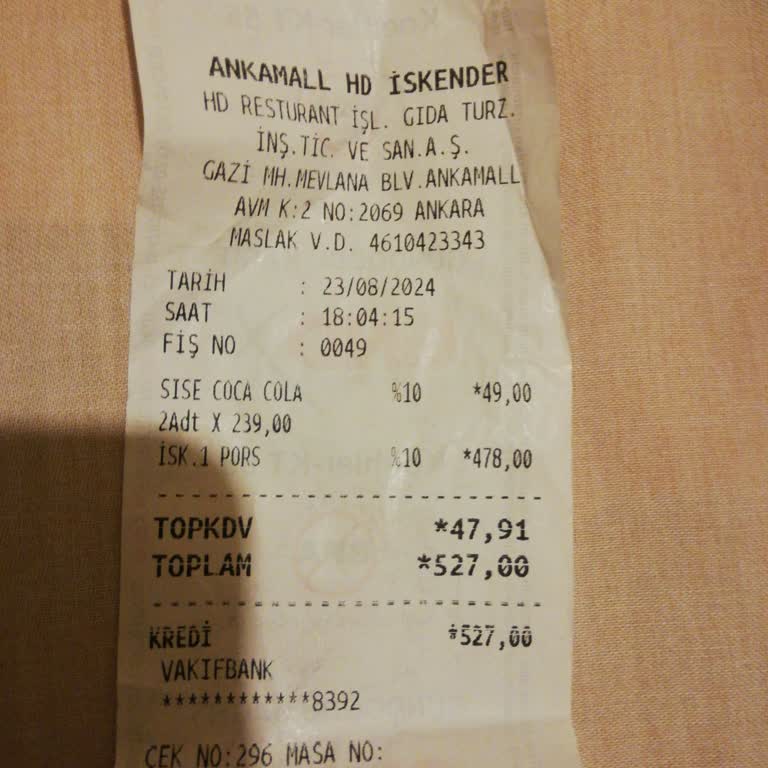 ANKAMALL HD İSKENDER
HD RESTURANT İŞL. GIDA TURZ.
İNŞ.TİC. VE SAN.A.Ş.
GAZİ MH.MEVLANA BLV.ANKAMALL
AVM K:2 NO:2069 ANKARA
MASLAK V.D. 4610423343
TARİH : 23/08/2024
SAAT : 18:04:15
FİŞ NO : 0049
SISE COCA COLA %10 *49,00
2Adt X 239,00
İSK.1 PORS %10 *478,00
TOPKDV *47,91
TOPLAM *527,00
KREDİ *527,00
VAKIFBANK
************8392
CEK NO:296 MASA NO: